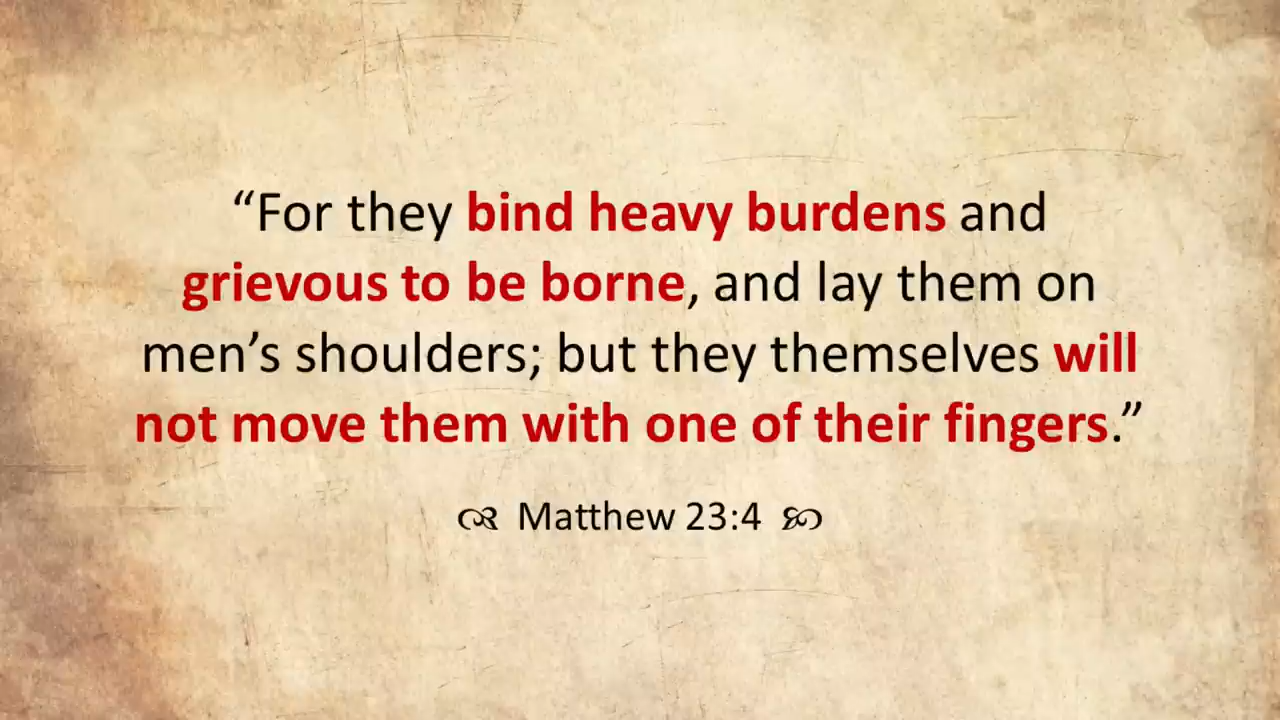 “For they bind heavy burdens and
grievous to be borne, and lay them on
men’s shoulders; but they themselves will
not move them with one of their fingers.”
Matthew 23:4